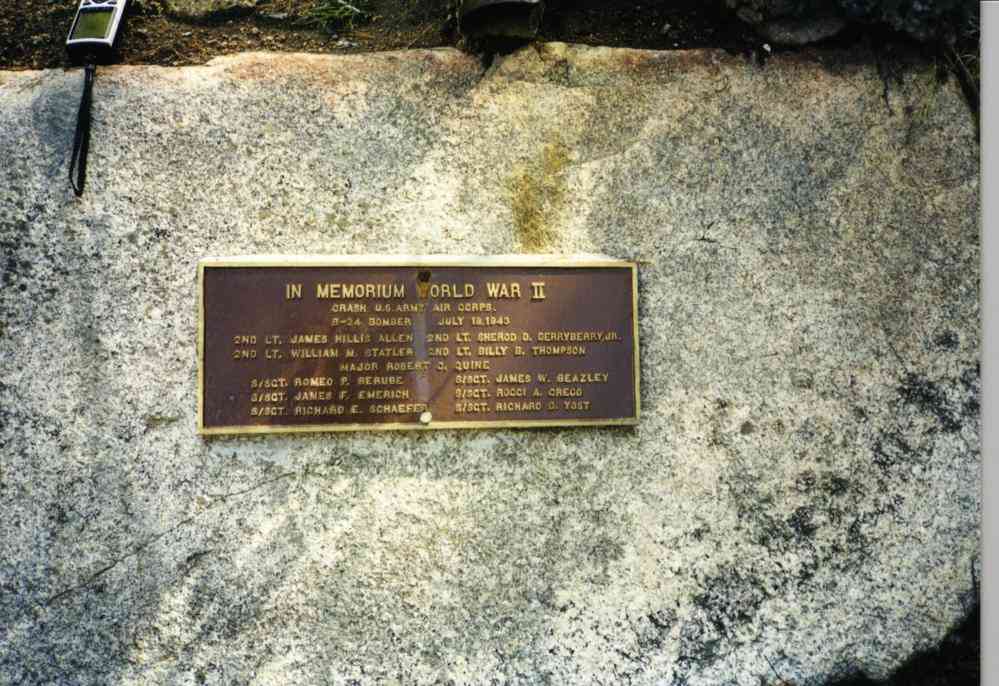 IN MEMORIUM WORLD WAR II
CRASH U.S. ARMY AIR CORPS.
B-24 BOMBER JULY 18, 1943
2ND LT. JAMES HILLIS ALLEN 2ND LT. SHEROD D. DERRYBERRY, JR.
2ND LT. WILLIAM M. STATLER 2ND LT. BILLY B. THOMPSON
MAJOR ROBERT O. QUINE
S/SGT. ROMEO P. BERUBE S/SGT. JAMES W. BEAZLEY
S/SGT. JAMES F. EMERICH S/SGT. ROCCI A. GRECO
S/SGT. RICHARD E. SCHAEFER S/SGT. RICHARD D. YOST